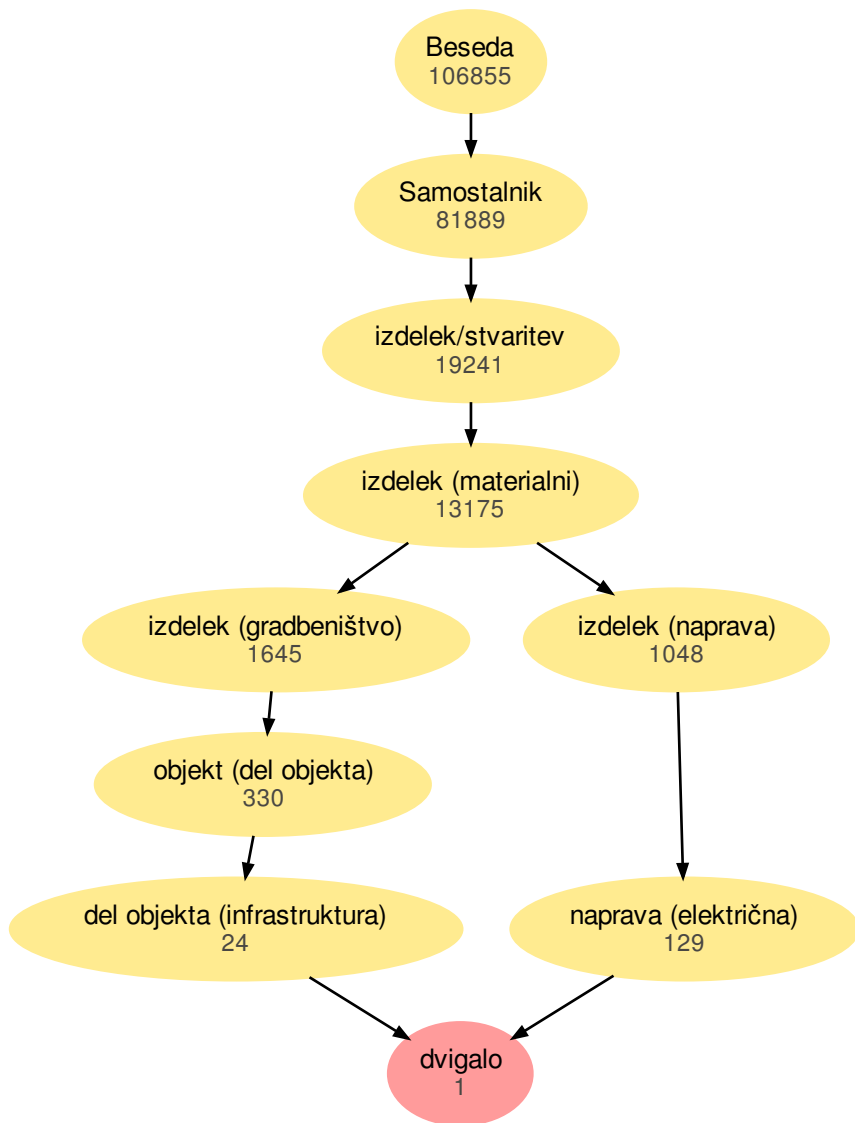 Beseda
106855
Samostalnik
81889
izdelek/stvaritev
19241
izdelek (materialni)
13175
izdelek (gradbeništvo)
1645
izdelek (naprava)
1048
objekt (del objekta)
330
del objekta (infrastruktura)
24
naprava (električna)
129
dvigalo
1